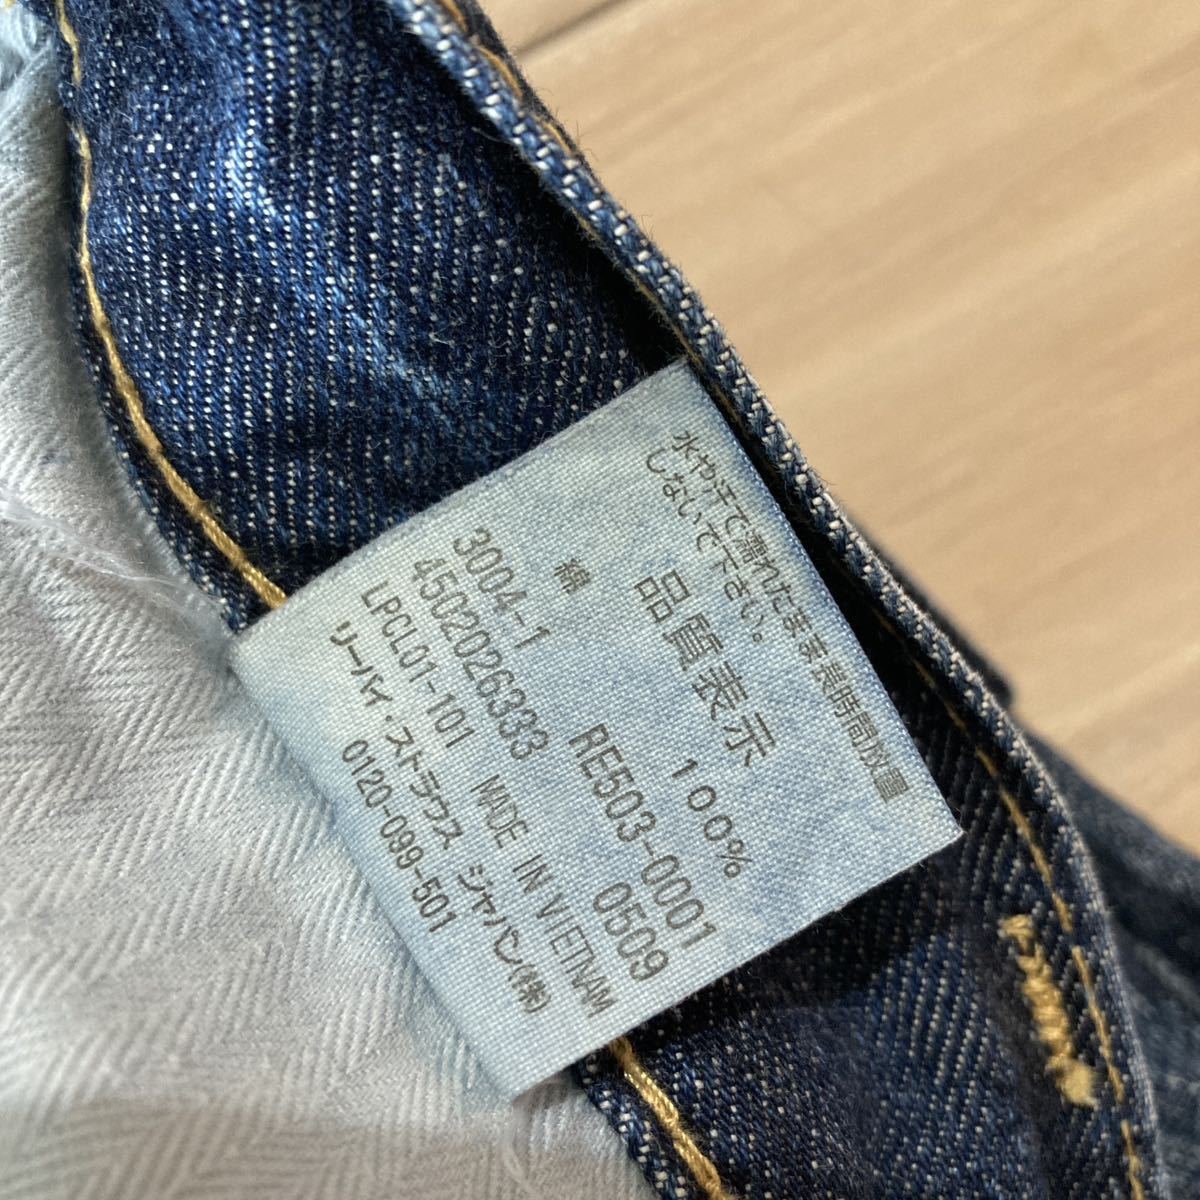 水や汗で濡れたまま長時間放置
しないで下さい。
品質表示
綿 100%
RE503-0001
3004-1 0509
4502026333
LPCL01-101 MADE IN VIETNAM
リーバイ・ストラウス ジャパン(株)
0120-099-501